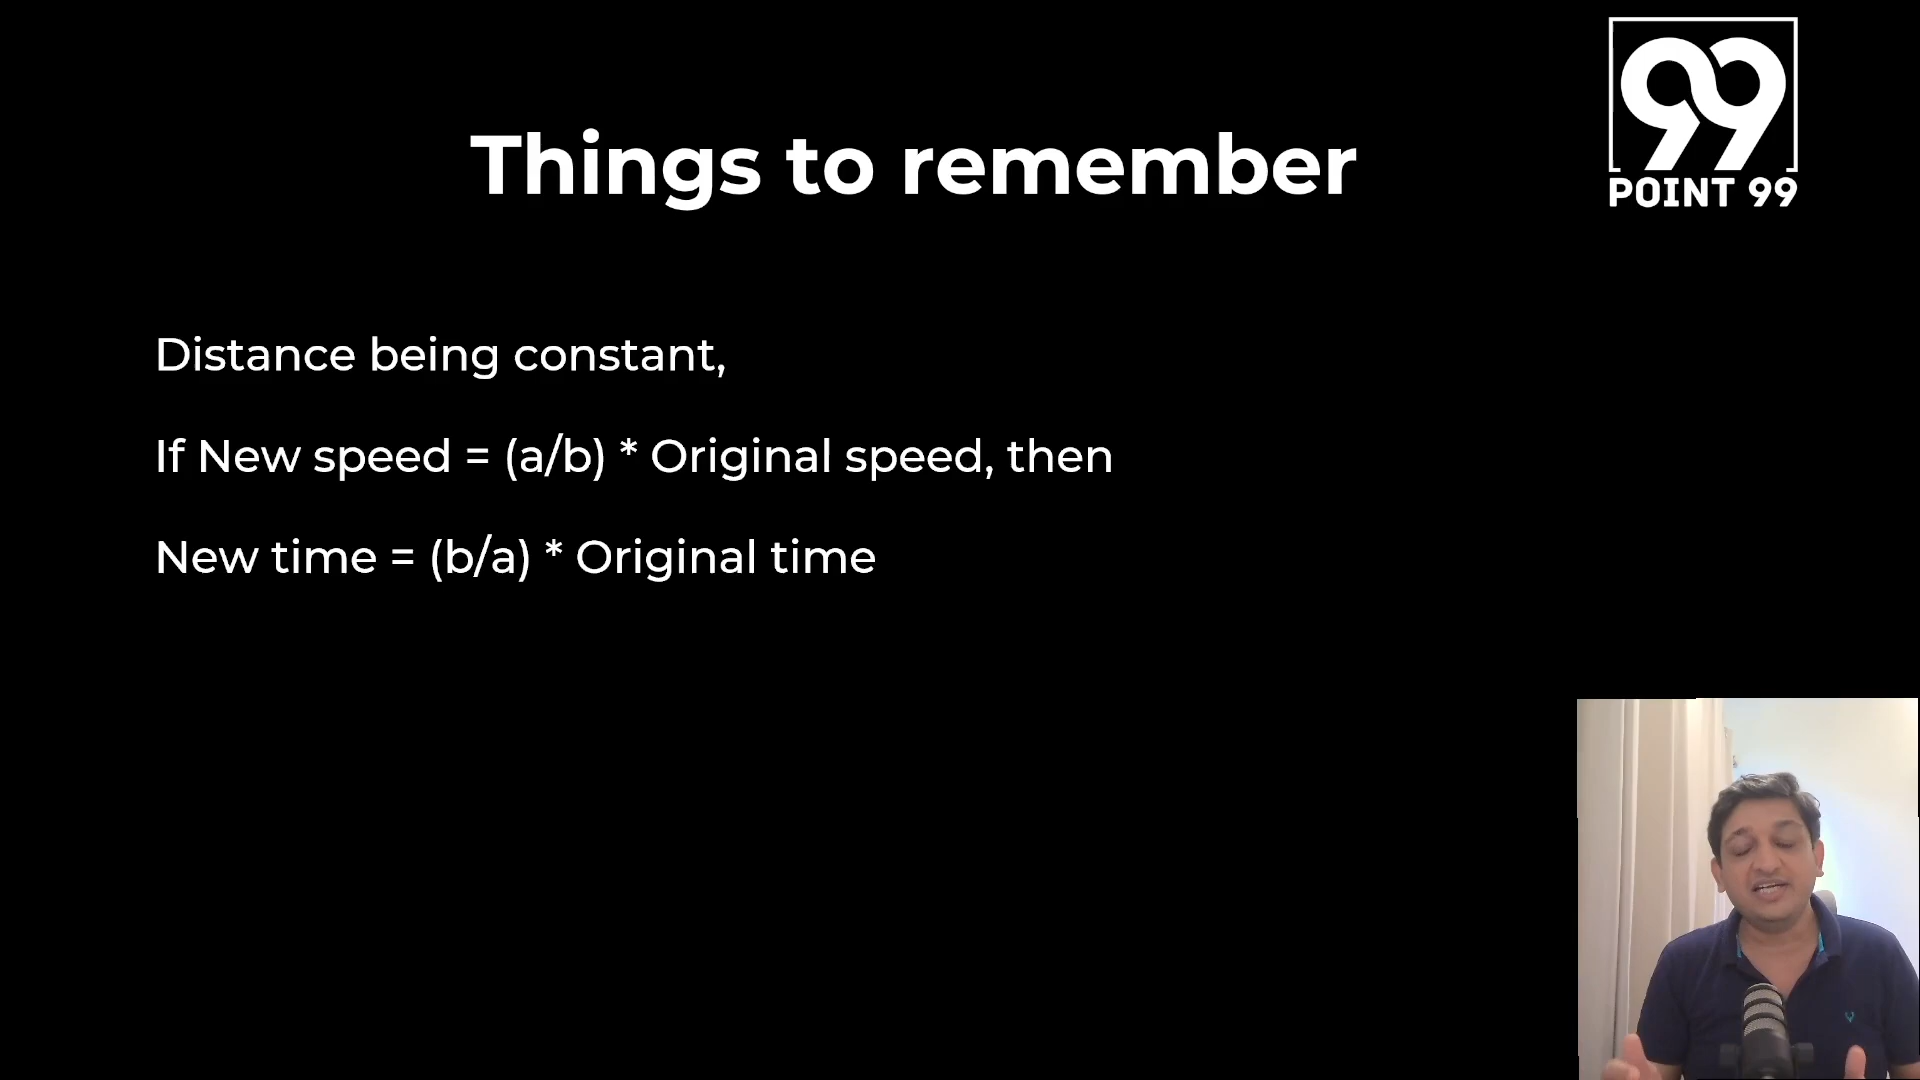 99
POINT 99
Things to remember
Distance being constant,
If New speed = (a/b) * Original speed, then
New time = (b/a) * Original time